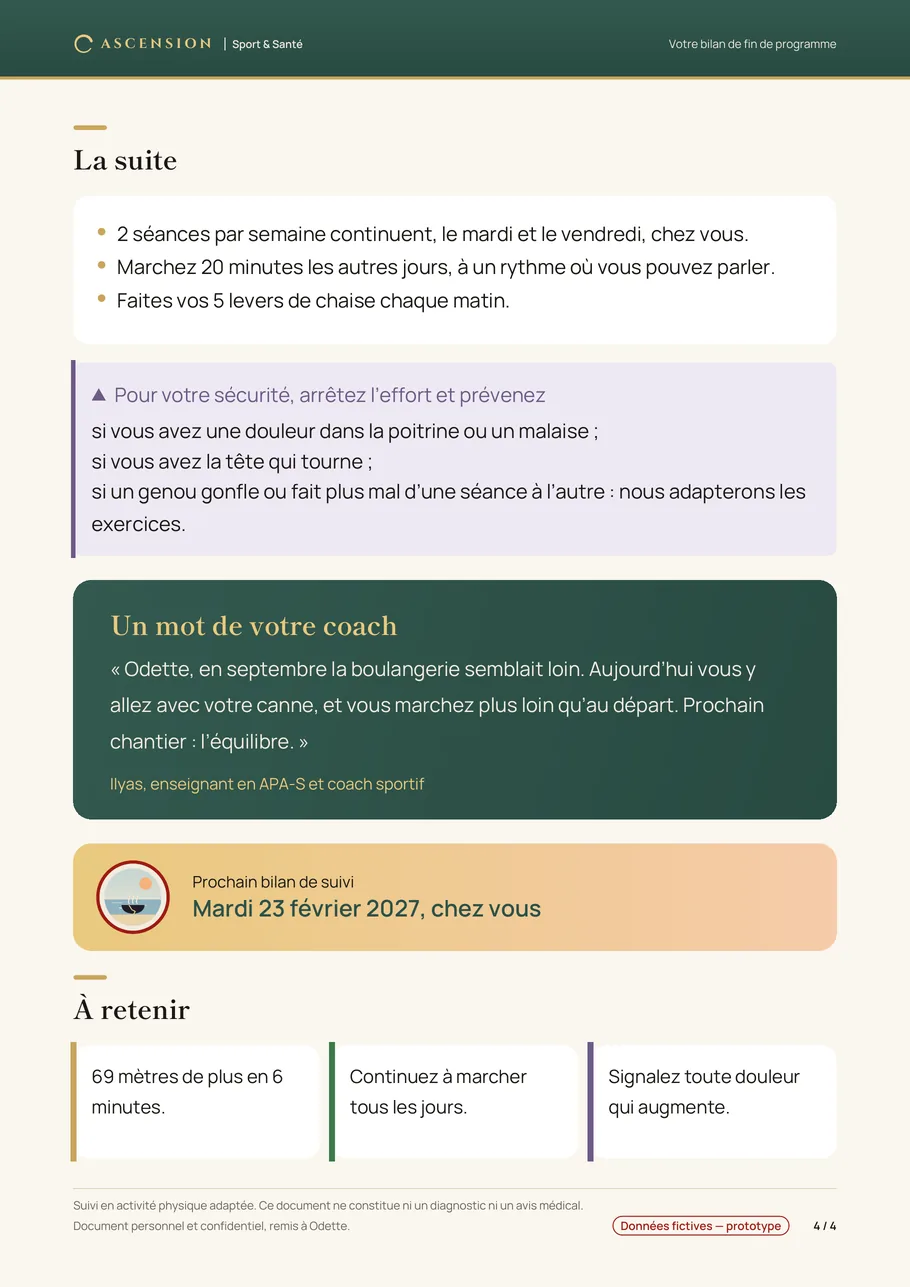 ASCENSION | Sport & Santé
Votre bilan de fin de programme
La suite
• 2 séances par semaine continuent, le mardi et le vendredi, chez vous.
• Marchez 20 minutes les autres jours, à un rythme où vous pouvez parler.
• Faites vos 5 levers de chaise chaque matin.
▲ Pour votre sécurité, arrêtez l’effort et prévenez
si vous avez une douleur dans la poitrine ou un malaise ;
si vous avez la tête qui tourne ;
si un genou gonfle ou fait plus mal d’une séance à l’autre : nous adapterons les
exercices.
Un mot de votre coach
« Odette, en septembre la boulangerie semblait loin. Aujourd’hui vous y
allez avec votre canne, et vous marchez plus loin qu’au départ. Prochain
chantier : l’équilibre. »
Ilyas, enseignant en APA-S et coach sportif
Prochain bilan de suivi
Mardi 23 février 2027, chez vous
À retenir
69 mètres de plus en 6
minutes.
Continuez à marcher
tous les jours.
Signalez toute douleur
qui augmente.
Suivi en activité physique adaptée. Ce document ne constitue ni un diagnostic ni un avis médical.
Document personnel et confidentiel, remis à Odette.
Données fictives — prototype
4 / 4